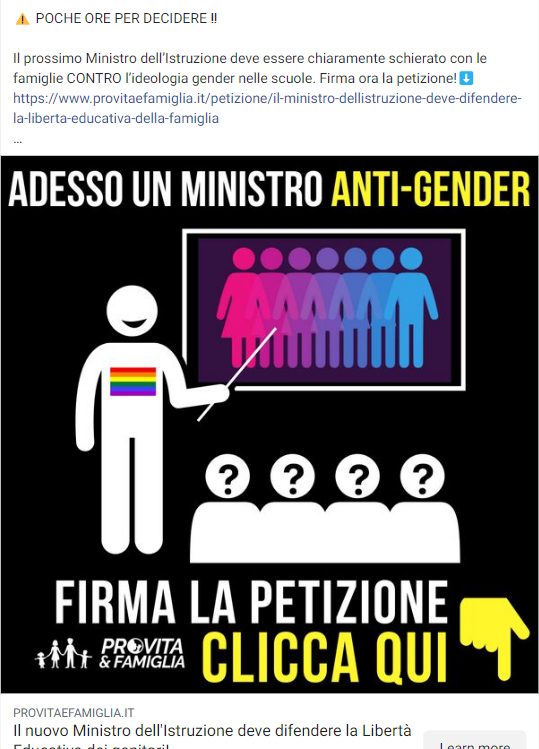 ⚠️ POCHE ORE PER DECIDERE ‼️
Il prossimo Ministro dell'Istruzione deve essere chiaramente schierato con le
famiglie CONTRO l'ideologia gender nelle scuole. Firma ora la petizione!⬇️
https://www.provitaefamiglia.it/petizione/il-ministro-dellistruzione-deve-difendere-
la-liberta-educativa-della-famiglia
...
ADESSO UN MINISTRO ANTI-GENDER
? ? ? ?
FIRMA LA PETIZIONE
PROVITA
& FAMIGLIA
CLICCA QUI
PROVITAEFAMIGLIA.IT
Il nuovo Ministro dell'Istruzione deve difendere la Libertà
Educativa dei genitori!
Learn more